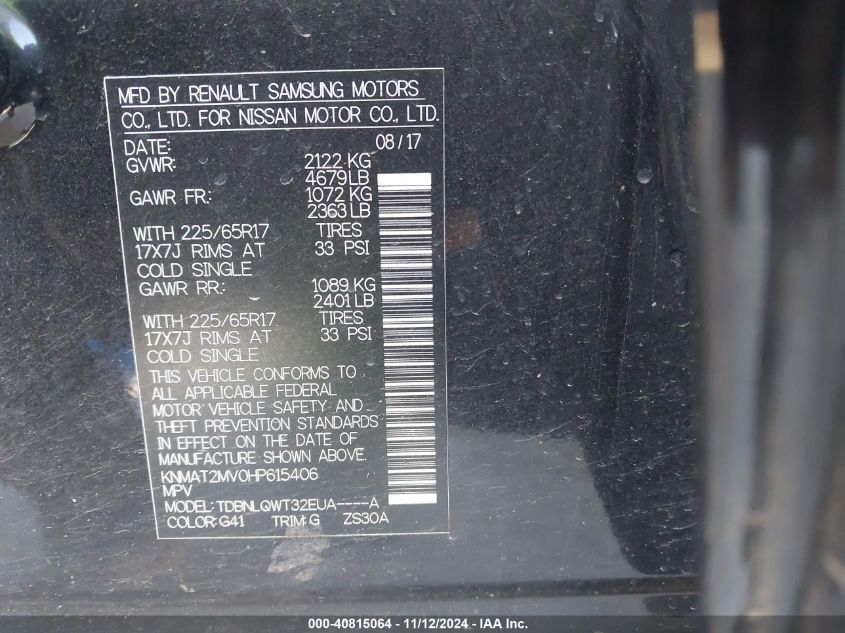 MFD BY RENAULT SAMSUNG MOTORS
CO., LTD. FOR NISSAN MOTOR CO., LTD.
DATE: 08/17
GVWR: 2122 KG
4679LB
GAWR FR.: 1072 KG
2363 LB
WITH 225/65R17 TIRES
17X7J RIMS AT 33 PSI
COLD SINGLE
GAWR RR.: 1089 KG
2401 LB
WITH 225/65R17 TIRES
17X7J RIMS AT 33 PSI
COLD SINGLE
THIS VEHICLE CONFORMS TO
ALL APPLICABLE FEDERAL
MOTOR VEHICLE SAFETY AND
THEFT PREVENTION STANDARDS
IN EFFECT ON THE DATE OF
MANUFACTURE SHOWN ABOVE.
KNMAT2MV0HP615406
MPV
MODEL: TDBNLQWT32EUA----A
COLOR:G41 TRIM:G ZS30A
000-40815064 - 11/12/2024 - IAAI Inc.